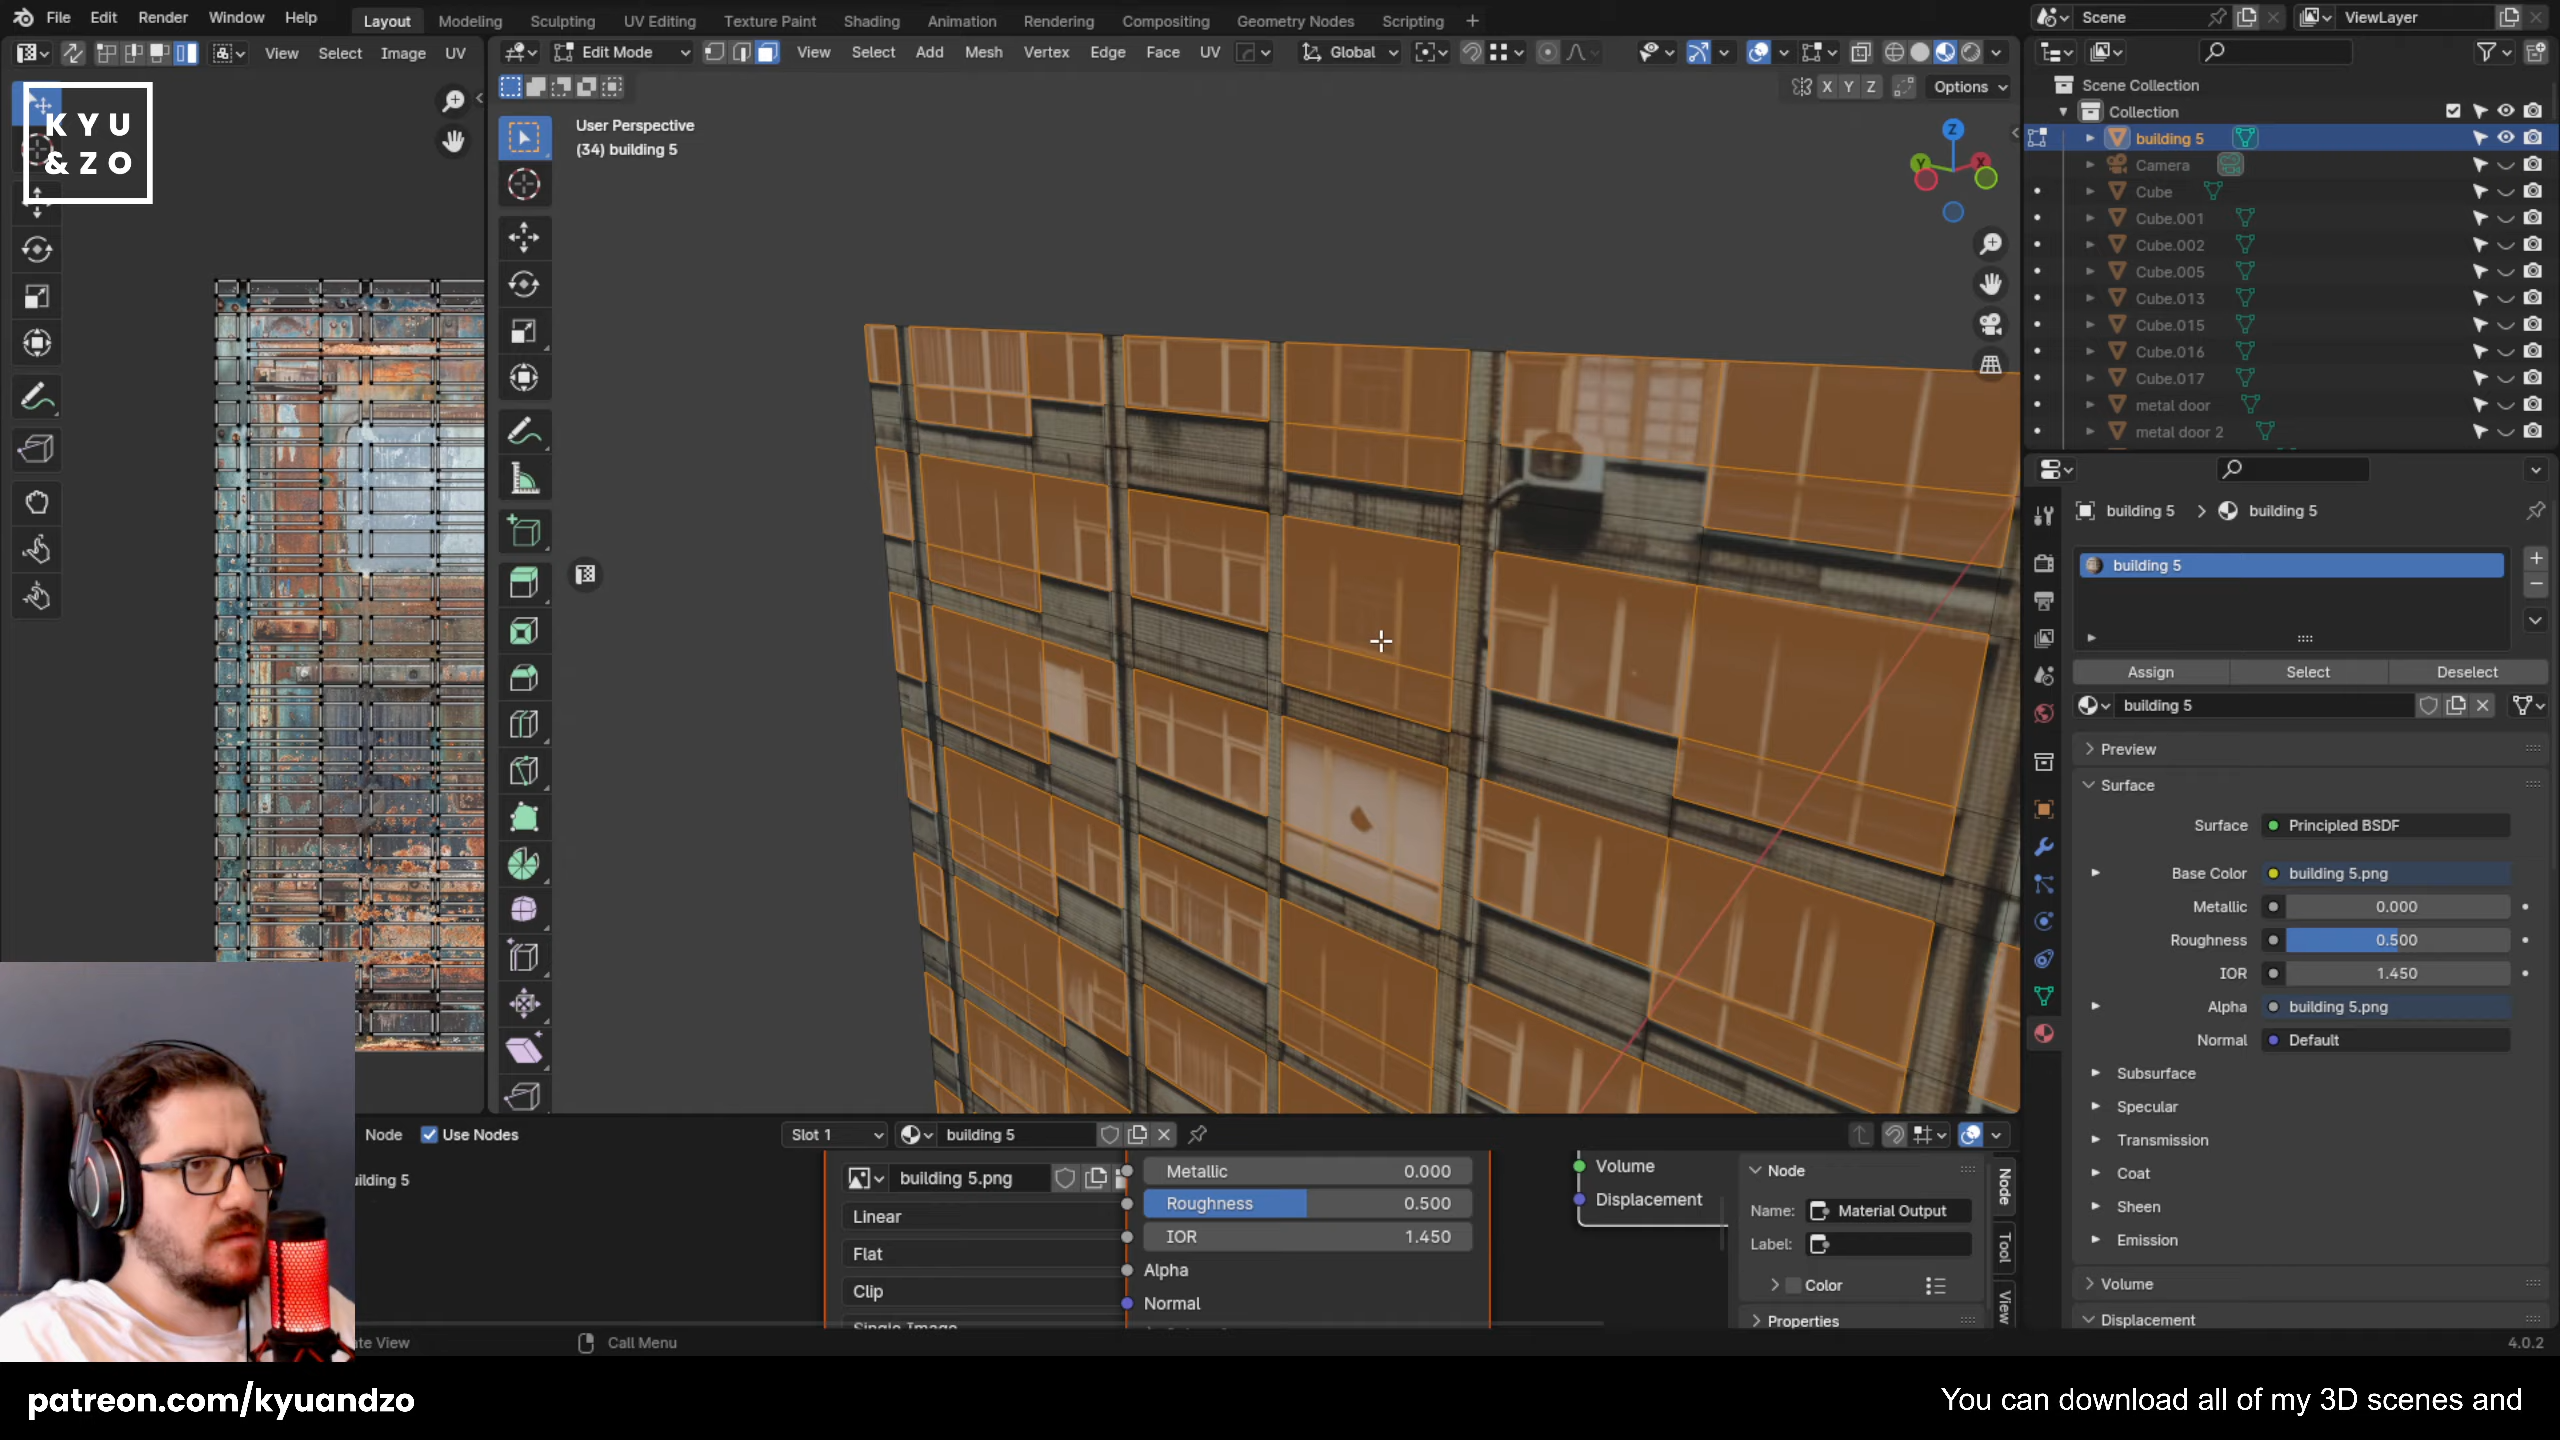 File Edit Render Window Help Layout Modeling Sculpting UV Editing Texture Paint Shading Animation Rendering Compositing Geometry Nodes Scripting + Scene ViewLayer
View Select Image UV Edit Mode View Select Add Mesh Vertex Edge Face UV Global
X Y Z Options
KYU
&ZO
User Perspective
(34) building 5
Z
Y
X
Scene Collection
Collection
building 5
Camera
Cube
Cube.001
Cube.002
Cube.005
Cube.013
Cube.015
Cube.016
Cube.017
metal door
metal door 2
building 5 > building 5
building 5
Assign Select Deselect
building 5
Preview
Surface
Surface Principled BSDF
Base Color building 5.png
Metallic 0.000
Roughness 0.500
IOR 1.450
Alpha building 5.png
Normal Default
Subsurface
Specular
Transmission
Coat
Sheen
Emission
Volume
Displacement
Node Use Nodes Slot 1 building 5
building 5.png
Linear
Flat
Clip
Single Image
Metallic 0.000
Roughness 0.500
IOR 1.450
Alpha
Normal
Volume
Displacement
Node
Name: Material Output
Label:
Color
Properties
Node
Tool
View
View Call Menu 4.0.2
patreon.com/kyuandzo You can download all of my 3D scenes and